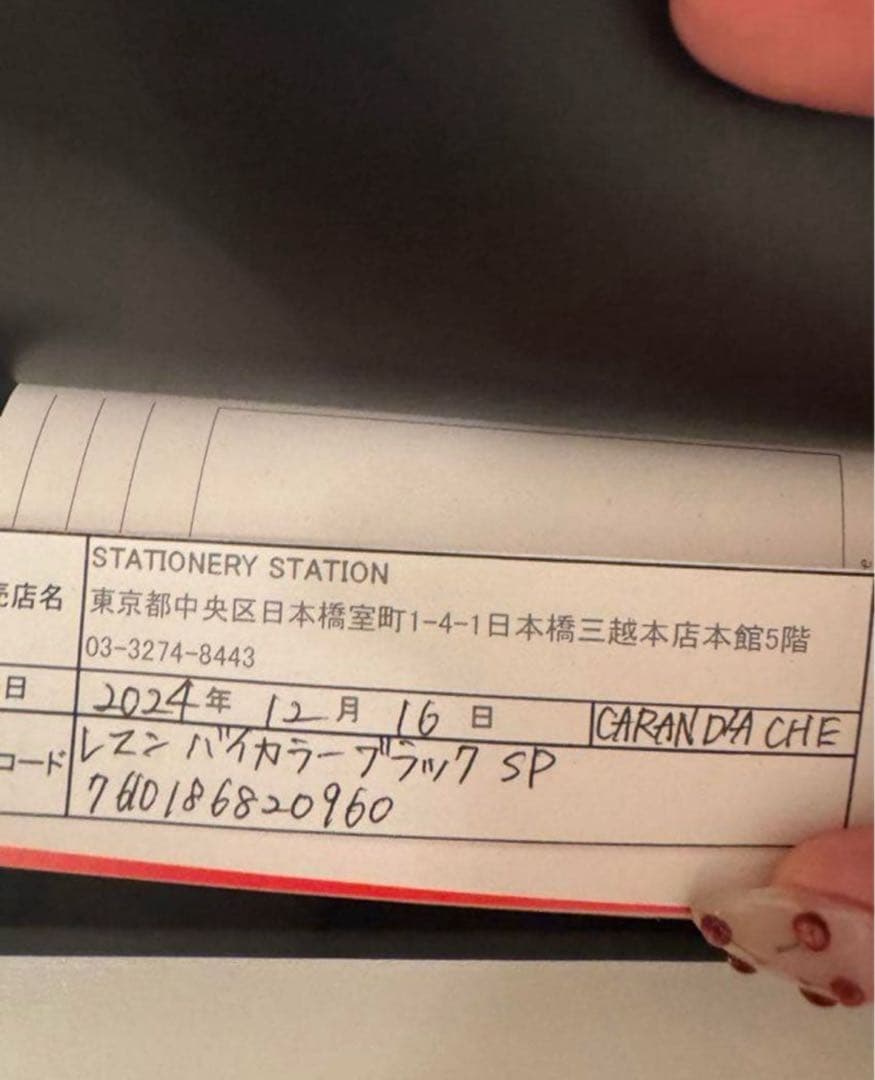 STATIONERY STATION
売店名 東京都中央区日本橋室町1-4-1日本橋三越本店本館5階
03-3274-8443
日 2024年 12月 16日 CARAN D'A CHE
コード レマン バイカラーブラック SP
7610186820960